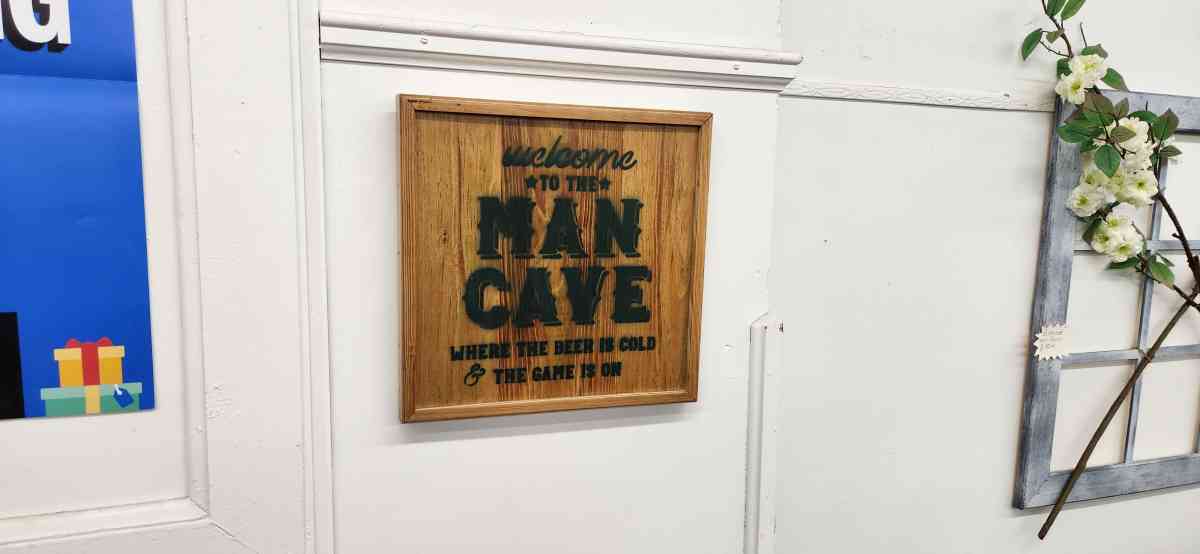 G
welcome
★TO THE★
MAN
CAVE
WHERE THE BEER IS COLD
& THE GAME IS ON